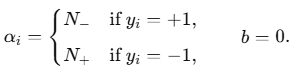 α_i = { N_−   if y_i = +1,
        N_+   if y_i = −1,      b = 0.